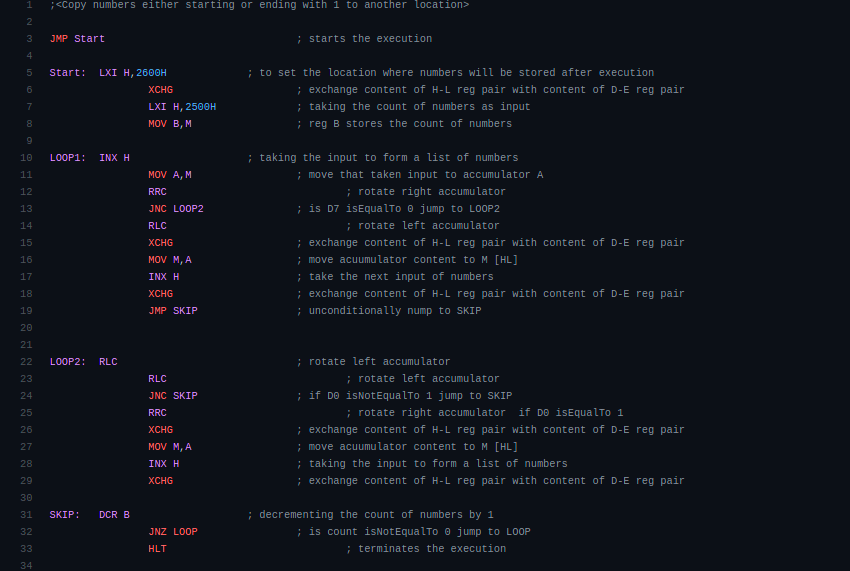 1 ;<Copy numbers either starting or ending with 1 to another location>
2
3 JMP Start ; starts the execution
4
5 Start: LXI H,2600H ; to set the location where numbers will be stored after execution
6 XCHG ; exchange content of H-L reg pair with content of D-E reg pair
7 LXI H,2500H ; taking the count of numbers as input
8 MOV B,M ; reg B stores the count of numbers
9
10 LOOP1: INX H ; taking the input to form a list of numbers
11 MOV A,M ; move that taken input to accumulator A
12 RRC ; rotate right accumulator
13 JNC LOOP2 ; is D7 isEqualTo 0 jump to LOOP2
14 RLC ; rotate left accumulator
15 XCHG ; exchange content of H-L reg pair with content of D-E reg pair
16 MOV M,A ; move acuumulator content to M [HL]
17 INX H ; take the next input of numbers
18 XCHG ; exchange content of H-L reg pair with content of D-E reg pair
19 JMP SKIP ; unconditionally nump to SKIP
20
21
22 LOOP2: RLC ; rotate left accumulator
23 RLC ; rotate left accumulator
24 JNC SKIP ; if D0 isNotEqualTo 1 jump to SKIP
25 RRC ; rotate right accumulator  if D0 isEqualTo 1
26 XCHG ; exchange content of H-L reg pair with content of D-E reg pair
27 MOV M,A ; move acuumulator content to M [HL]
28 INX H ; taking the input to form a list of numbers
29 XCHG ; exchange content of H-L reg pair with content of D-E reg pair
30
31 SKIP: DCR B ; decrementing the count of numbers by 1
32 JNZ LOOP ; is count isNotEqualTo 0 jump to LOOP
33 HLT ; terminates the execution
34